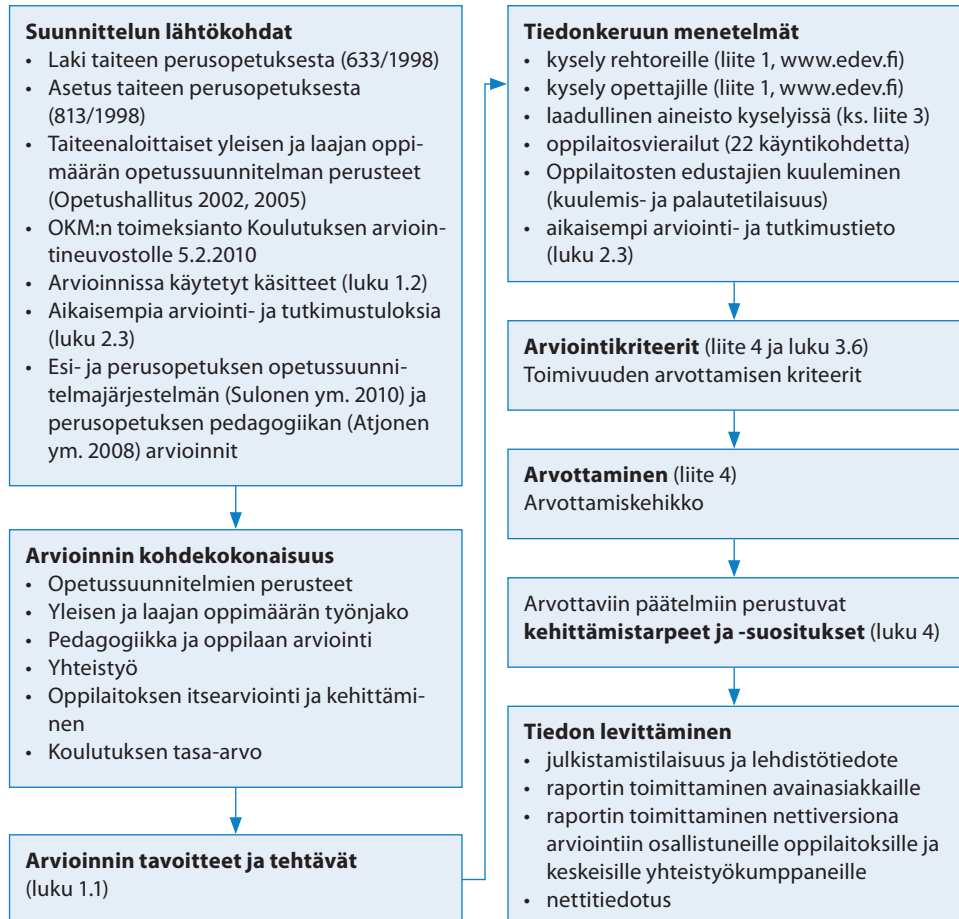 Suunnittelun lähtökohdat
• Laki taiteen perusopetuksesta (633/1998)
• Asetus taiteen perusopetuksesta
(813/1998)
• Taiteenaloittaiset yleisen ja laajan oppi-
määrän opetussuunnitelman perusteet
(Opetushallitus 2002, 2005)
• OKM:n toimeksianto Koulutuksen arvioin-
tineuvostolle 5.2.2010
• Arvioinnissa käytetyt käsitteet (luku 1.2)
• Aikaisempia arviointi- ja tutkimustuloksia
(luku 2.3)
• Esi- ja perusopetuksen opetussuunni-
telmajärjestelmän (Sulonen ym. 2010) ja
perusopetuksen pedagogiikan (Atjonen
ym. 2008) arvioinnit
Arvioinnin kohdekokonaisuus
• Opetussuunnitelmien perusteet
• Yleisen ja laajan oppimäärän työnjako
• Pedagogiikka ja oppilaan arviointi
• Yhteistyö
• Oppilaitoksen itsearviointi ja kehittämi-
nen
• Koulutuksen tasa-arvo
Arvioinnin tavoitteet ja tehtävät
(luku 1.1)
Tiedonkeruun menetelmät
• kysely rehtoreille (liite 1, www.edev.fi)
• kysely opettajille (liite 1, www.edev.fi)
• laadullinen aineisto kyselyissä (ks. liite 3)
• oppilaitosvierailut (22 käyntikohdetta)
• Oppilaitosten edustajien kuuleminen
(kuulemis- ja palautetilaisuus)
• aikaisempi arviointi- ja tutkimustieto
(luku 2.3)
Arviointikriteerit (liite 4 ja luku 3.6)
Toimivuuden arvottamisen kriteerit
Arvottaminen (liite 4)
Arvottamiskehikko
Arvottaviin päätelmiin perustuvat
kehittämistarpeet ja -suositukset (luku 4)
Tiedon levittäminen
• julkistamistilaisuus ja lehdistötiedote
• raportin toimittaminen avainasiakkaille
• raportin toimittaminen nettiversiona
arviointiin osallistuneille oppilaitoksille ja
keskeisille yhteistyökumppaneille
• nettitiedotus